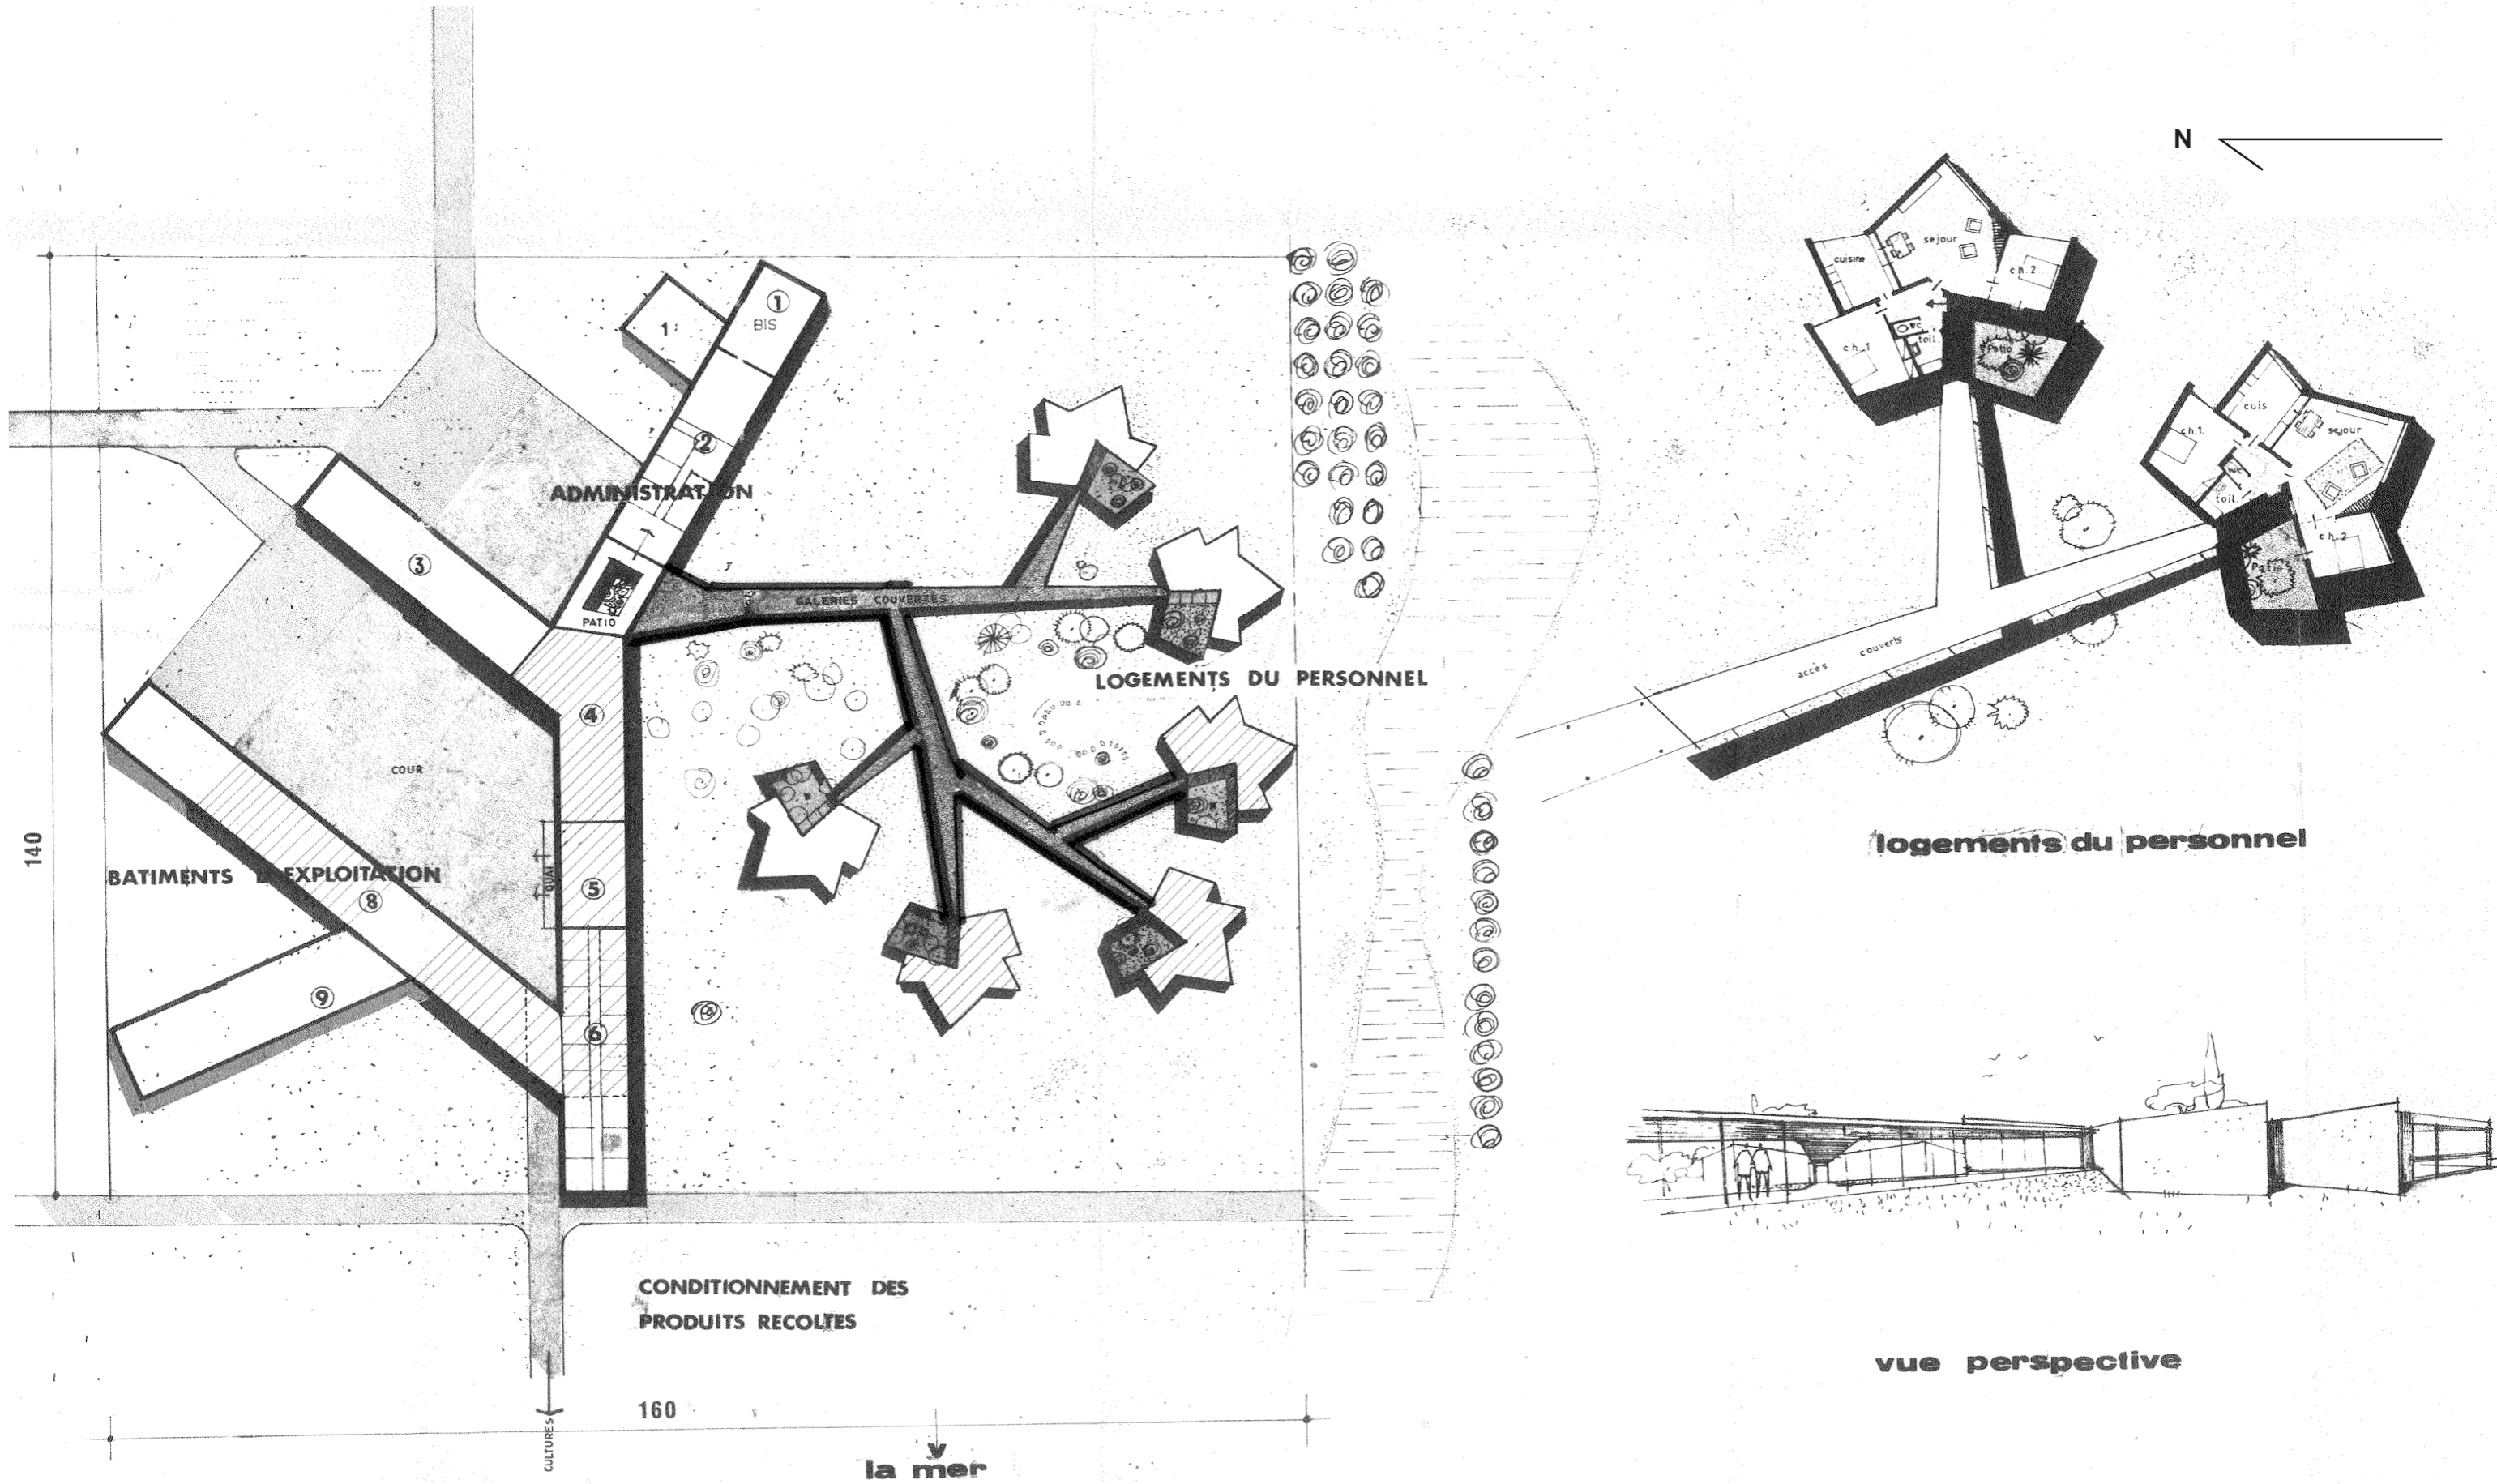 N
1
BIS
1
2
ADMINISTRATION
3
PATIO
GALERIES COUVERTES
LOGEMENTS DU PERSONNEL
4
COUR
140
BATIMENTS D'EXPLOITATION
QUAI
5
8
9
6
CONDITIONNEMENT DES
PRODUITS RECOLTES
160
CULTURES
la mer
sejour
cuisine
ch.2
ch.1
wc
toil.
Patio
cuis
sejour
ch.1.
wc
toil.
ch.2
Patio
accès couverts
logements du personnel
vue perspective